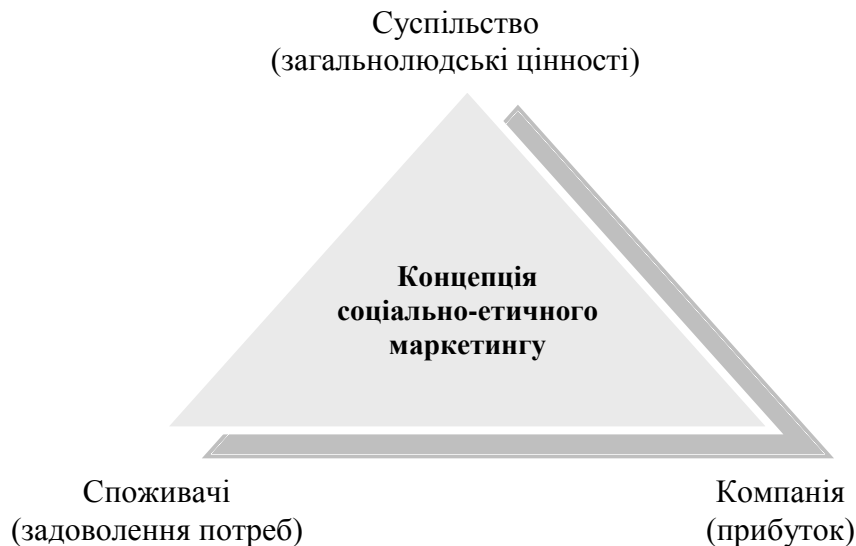 Суспільство
(загальнолюдські цінності)
Концепція
соціально-етичного
маркетингу
Споживачі
(задоволення потреб)
Компанія
(прибуток)